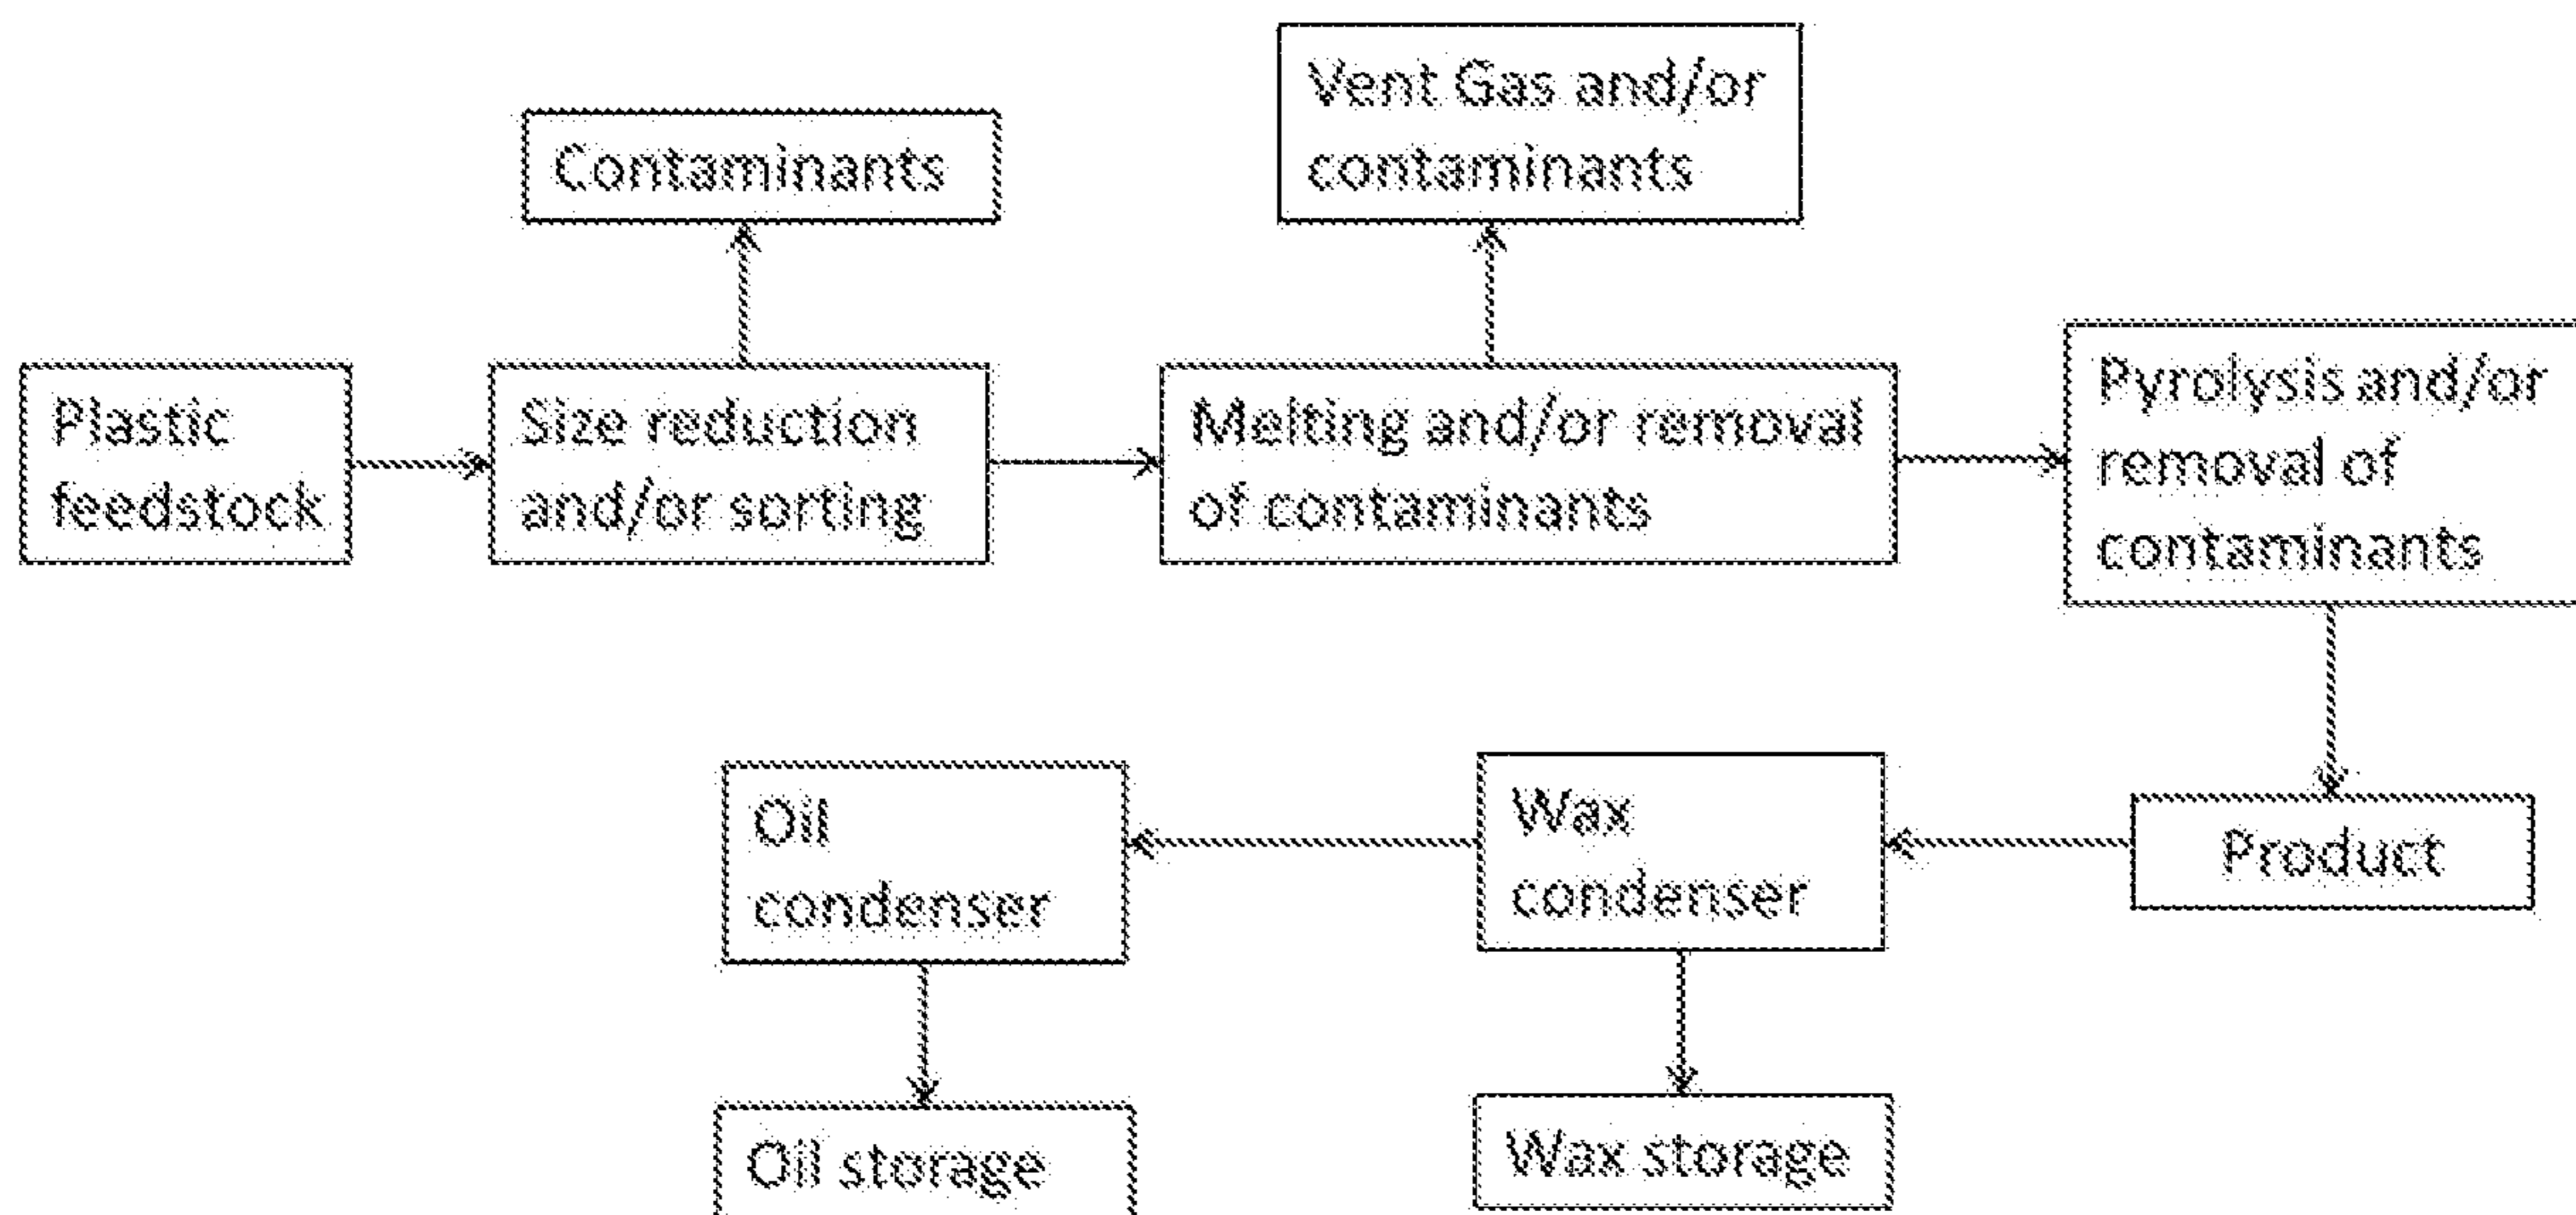 Vent Gas and/or
contaminants
Contaminants
Plastic
feedstock
Size reduction
and/or sorting
Melting and/or removal
of contaminants
Pyrolysis and/or
removal of
contaminants
Oil
condenser
Wax
condenser
Product
Oil storage
Wax storage